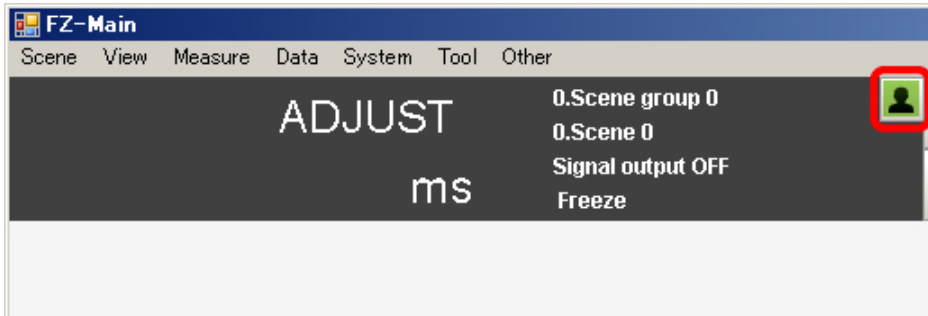 FZ-Main
Scene View Measure Data System Tool Other
ADJUST
ms
0.Scene group 0
0.Scene 0
Signal output OFF
Freeze